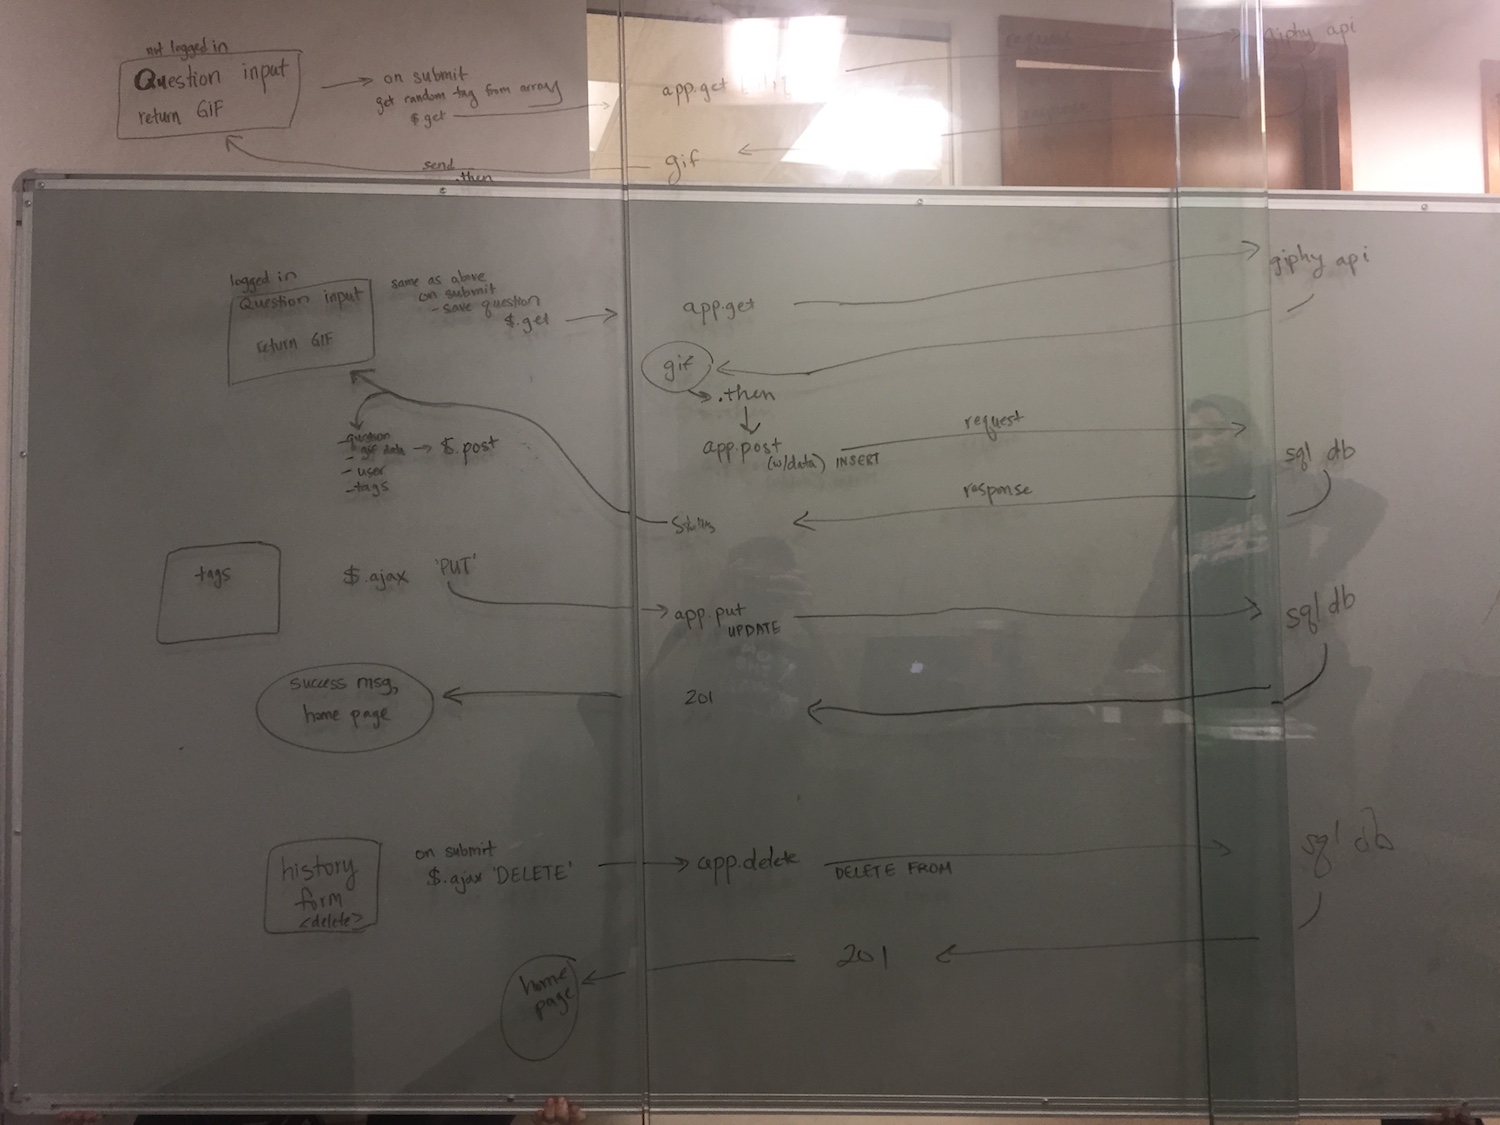 not logged in
Question input
return GIF
on submit
get random tag from array
$get
app.get
giphy api
request
send
.then
gif
logged in
Question input
return GIF
same as above
on submit
- save question
$.get
app.get
giphy api
gif
.then
app.post
(w/data) INSERT
request
sql db
response
- question
- gif data
- user
- tags
$.post
tags
$.ajax 'PUT'
app.put
UPDATE
sql db
success msg,
home page
201
history
form
<delete>
on submit
$.ajax 'DELETE'
app.delete
DELETE FROM
sql db
201
home
page